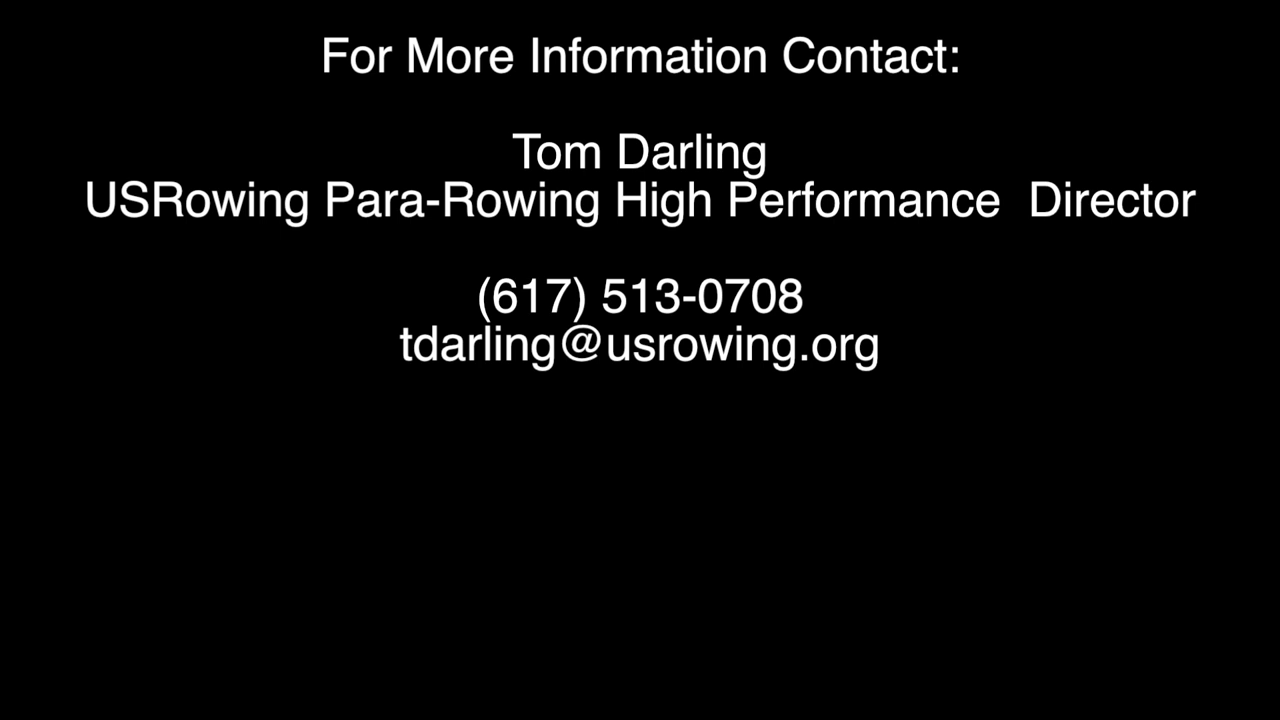 For More Information Contact:
Tom Darling
USRowing Para-Rowing High Performance  Director
(617) 513-0708
tdarling@usrowing.org